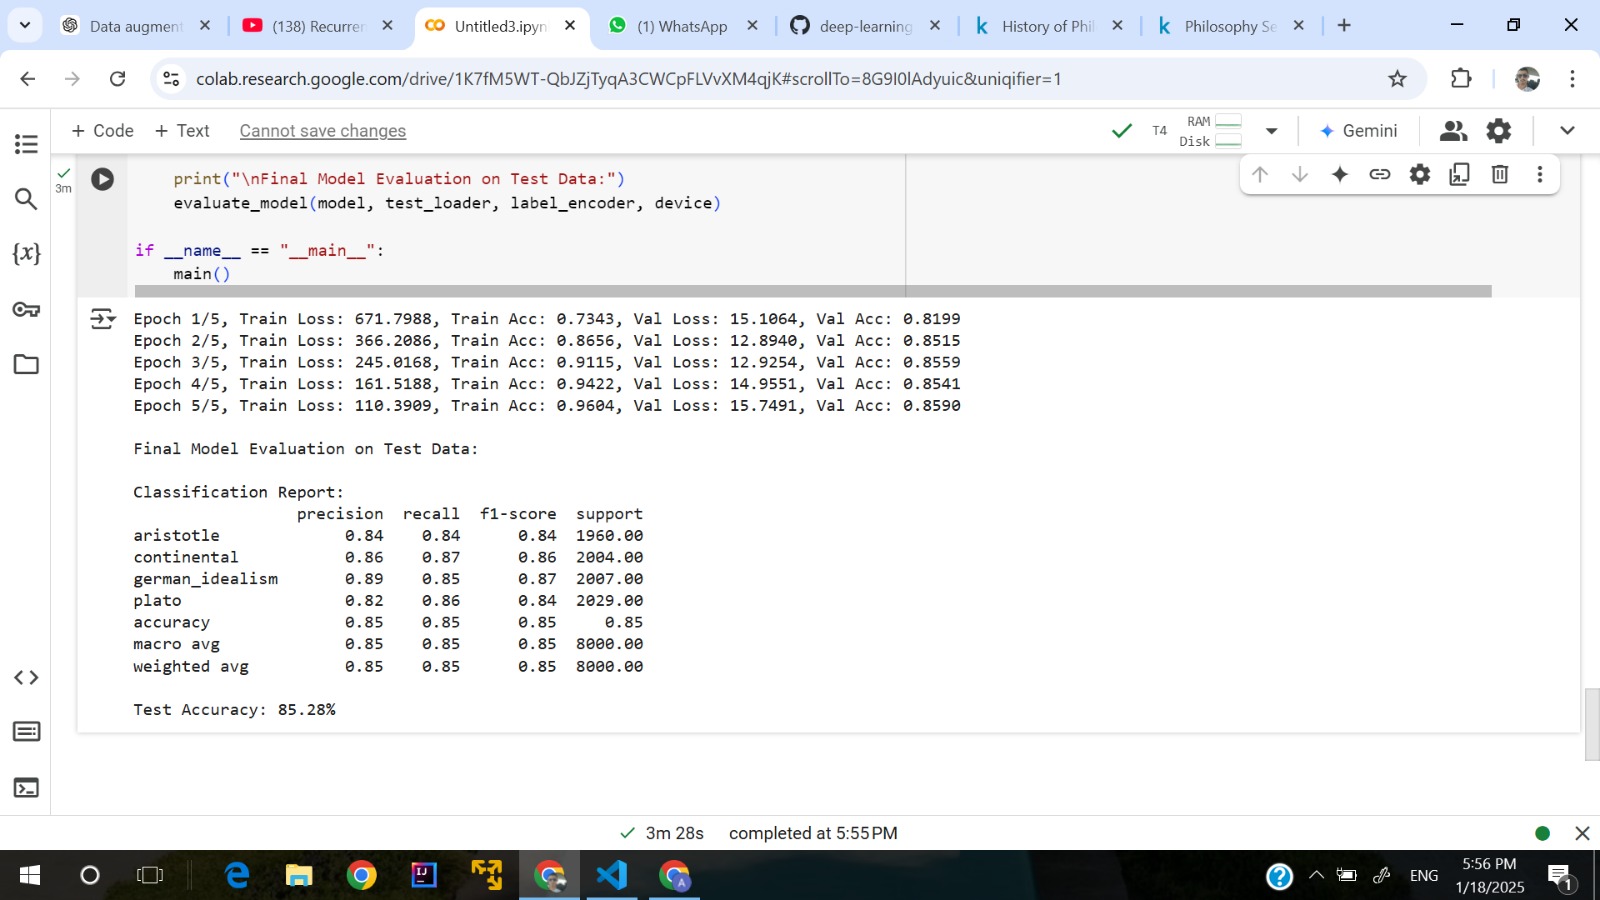 Data augment
(138) Recurrer
Untitled3.ipyn
(1) WhatsApp
deep-learning
History of Phil
Philosophy Se
colab.research.google.com/drive/1K7fM5WT-QbJZjTyqA3CWCpFLVvXM4qjK#scrollTo=8G9I0lAdyuic&uniqifier=1
+ Code + Text Cannot save changes
T4 RAM
Disk
Gemini
3m
print("\nFinal Model Evaluation on Test Data:")
evaluate_model(model, test_loader, label_encoder, device)
if __name__ == "__main__":
main()
Epoch 1/5, Train Loss: 671.7988, Train Acc: 0.7343, Val Loss: 15.1064, Val Acc: 0.8199
Epoch 2/5, Train Loss: 366.2086, Train Acc: 0.8656, Val Loss: 12.8940, Val Acc: 0.8515
Epoch 3/5, Train Loss: 245.0168, Train Acc: 0.9115, Val Loss: 12.9254, Val Acc: 0.8559
Epoch 4/5, Train Loss: 161.5188, Train Acc: 0.9422, Val Loss: 14.9551, Val Acc: 0.8541
Epoch 5/5, Train Loss: 110.3909, Train Acc: 0.9604, Val Loss: 15.7491, Val Acc: 0.8590
Final Model Evaluation on Test Data:
Classification Report:
precision recall f1-score support
aristotle 0.84 0.84 0.84 1960.00
continental 0.86 0.87 0.86 2004.00
german_idealism 0.89 0.85 0.87 2007.00
plato 0.82 0.86 0.84 2029.00
accuracy 0.85 0.85 0.85 0.85
macro avg 0.85 0.85 0.85 8000.00
weighted avg 0.85 0.85 0.85 8000.00
Test Accuracy: 85.28%
3m 28s completed at 5:55 PM
ENG
5:56 PM
1/18/2025
1